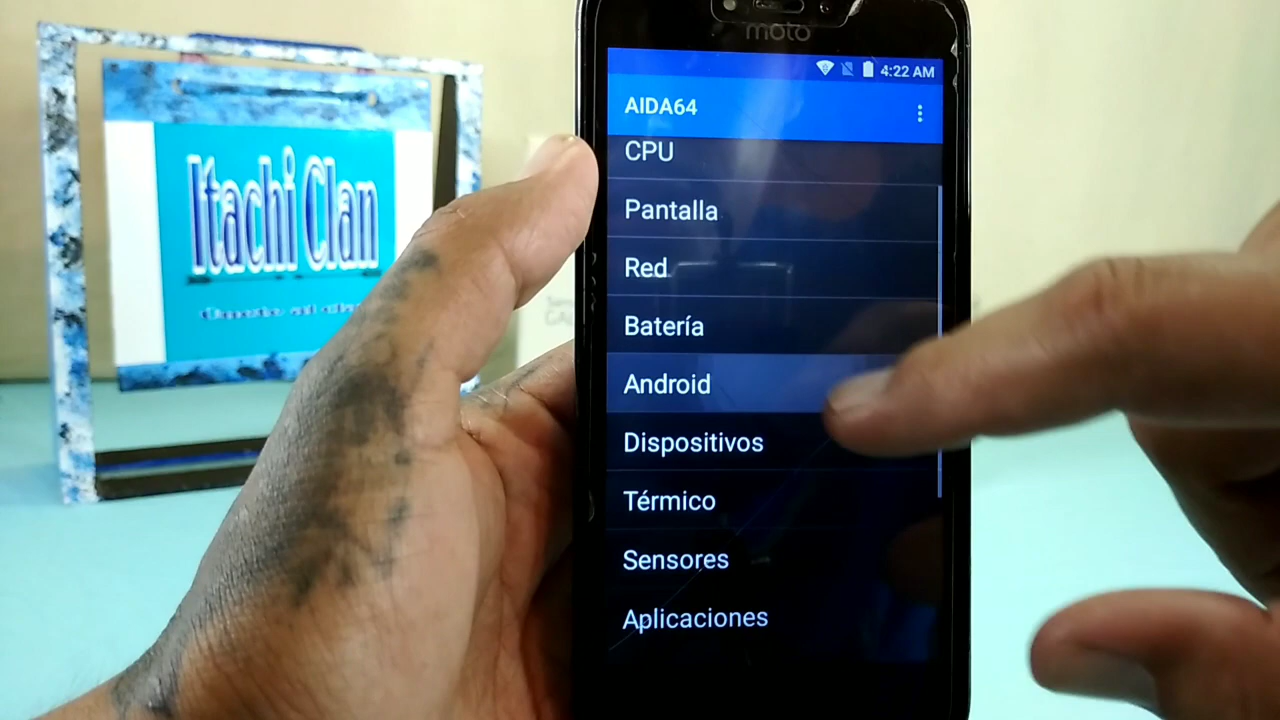 Itachi Clan
moto
4:22 AM
AIDA64
CPU
Pantalla
Red
Batería
Android
Dispositivos
Térmico
Sensores
Aplicaciones